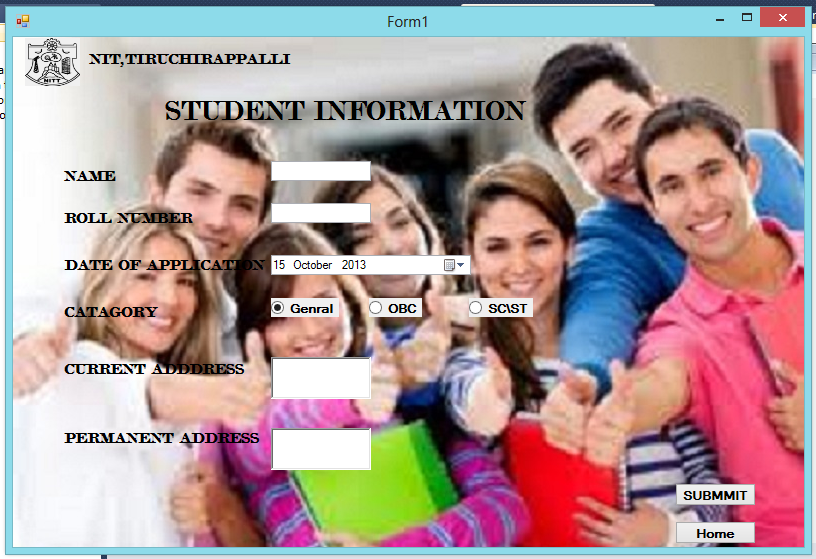 Form1
NIT,TIRUCHIRAPPALLI
NITT
STUDENT INFORMATION
NAME
ROLL NUMBER
DATE OF APPLICATION 15 October 2013
CATAGORY Genral OBC SC\ST
CURRENT ADDDRESS
PERMANENT ADDRESS
SUBMMIT
Home